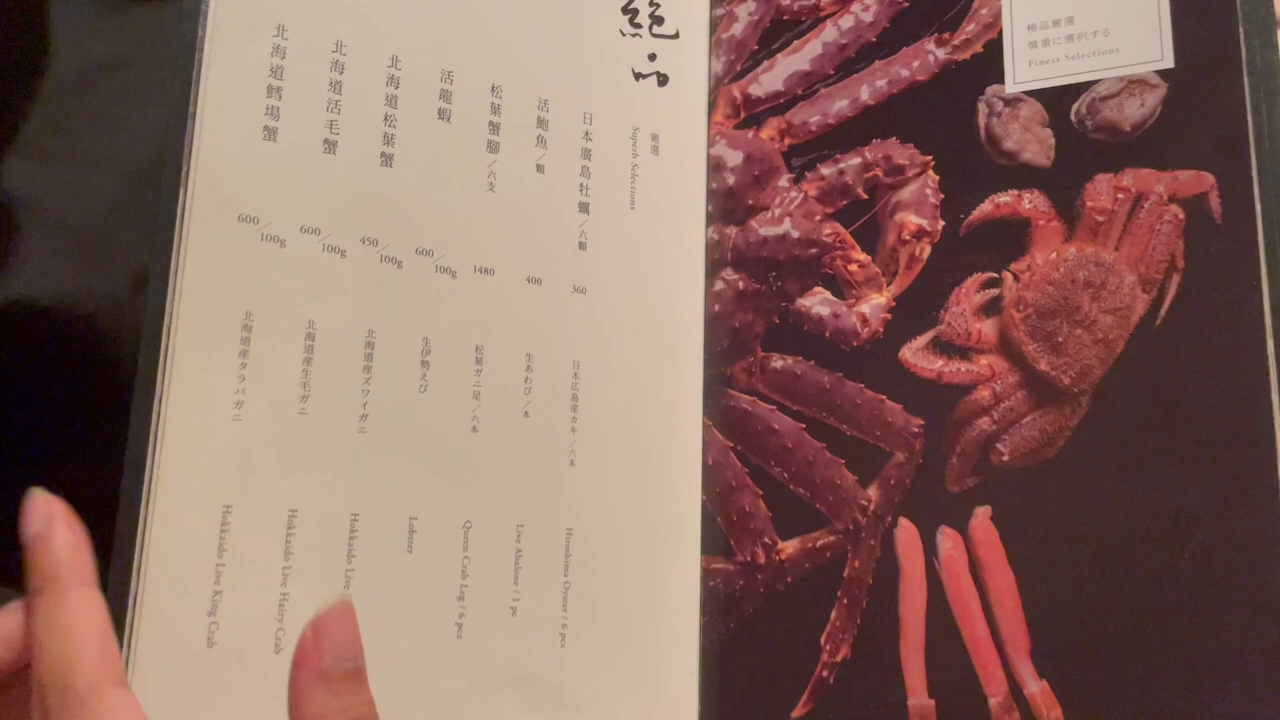 極品嚴選
慎重に選択する
Finest Selections
絕品
嚴選
Superb Selections
日本廣島牡蠣／六顆
360
日本広島産カキ／六本
Hiroshima Oyster / 6 pcs
活鮑魚／顆
400
生あわび／本
Live Abalone / 1 pc
松葉蟹腳／六支
1480
松葉ガニ足／六本
Queen Crab Leg / 6 pcs
活龍蝦
600／100g
生伊勢えび
Lobster
北海道松葉蟹
450／100g
北海道産ズワイガニ
Hokkaido Live
北海道活毛蟹
600／100g
北海道産生毛ガニ
Hokkaido Live Hairy Crab
北海道鱈場蟹
600／100g
北海道産タラバガニ
Hokkaido Live King Crab